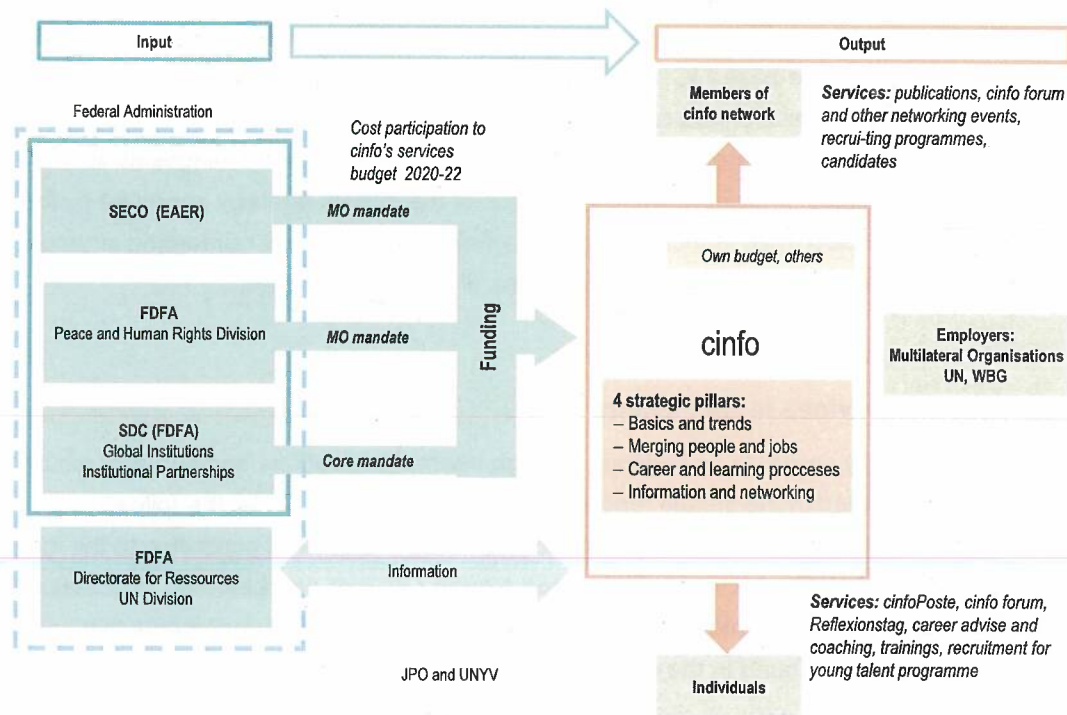 Input
Output
Federal Administration
Cost participation to
cinfo's services
budget 2020-22
Members of
cinfo network
Services: publications, cinfo forum
and other networking events,
recrui-ting programmes,
candidates
SECO (EAER)
MO mandate
FDFA
Peace and Human Rights Division
MO mandate
SDC (FDFA)
Global Institutions
Institutional Partnerships
Core mandate
Funding
Own budget, others
cinfo
4 strategic pillars:
– Basics and trends
– Merging people and jobs
– Career and learning procceses
– Information and networking
Employers:
Multilateral Organisations
UN, WBG
FDFA
Directorate for Ressources
UN Division
Information
JPO and UNYV
Services: cinfoPoste, cinfo forum,
Reflexionstag, career advise and
coaching, trainings, recruitment for
young talent programme
Individuals